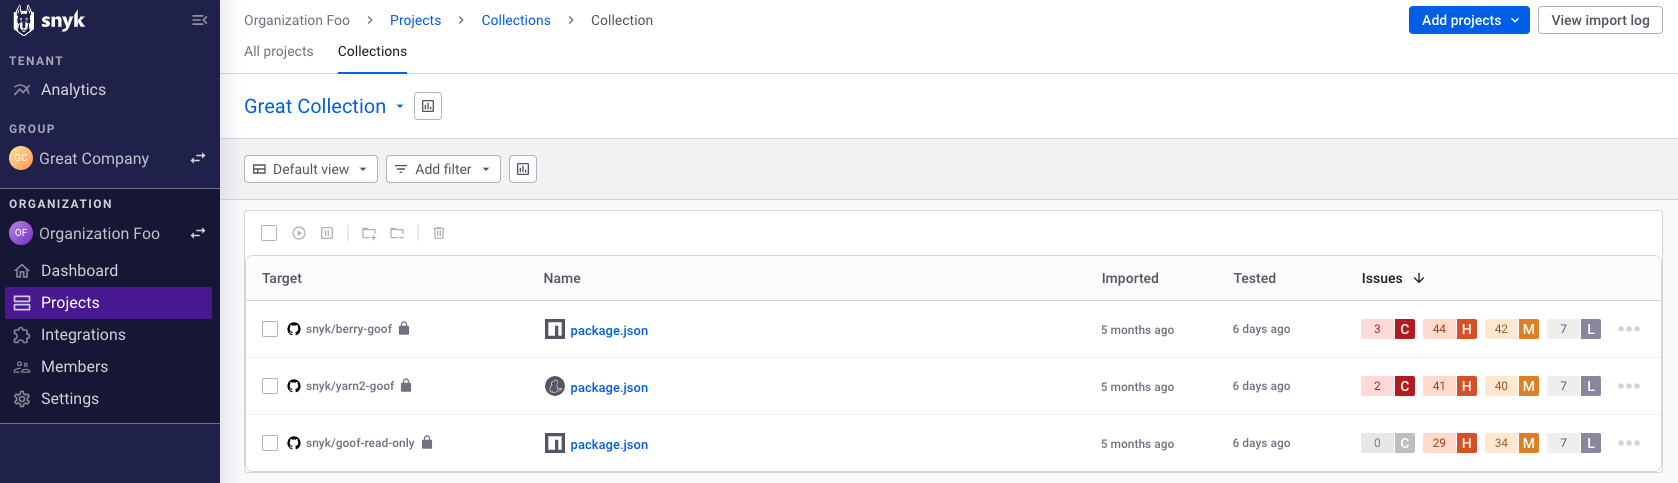 snyk
TENANT
Analytics
GROUP
GC Great Company
ORGANIZATION
OF Organization Foo
Dashboard
Projects
Integrations
Members
Settings
Organization Foo > Projects > Collections > Collection
Add projects
View import log
All projects Collections
Great Collection
Default view Add filter
Target Name Imported Tested Issues
snyk/berry-goof package.json 5 months ago 6 days ago 3 C 44 H 42 M 7 L
snyk/yarn2-goof package.json 5 months ago 6 days ago 2 C 41 H 40 M 7 L
snyk/goof-read-only package.json 5 months ago 6 days ago 0 C 29 H 34 M 7 L